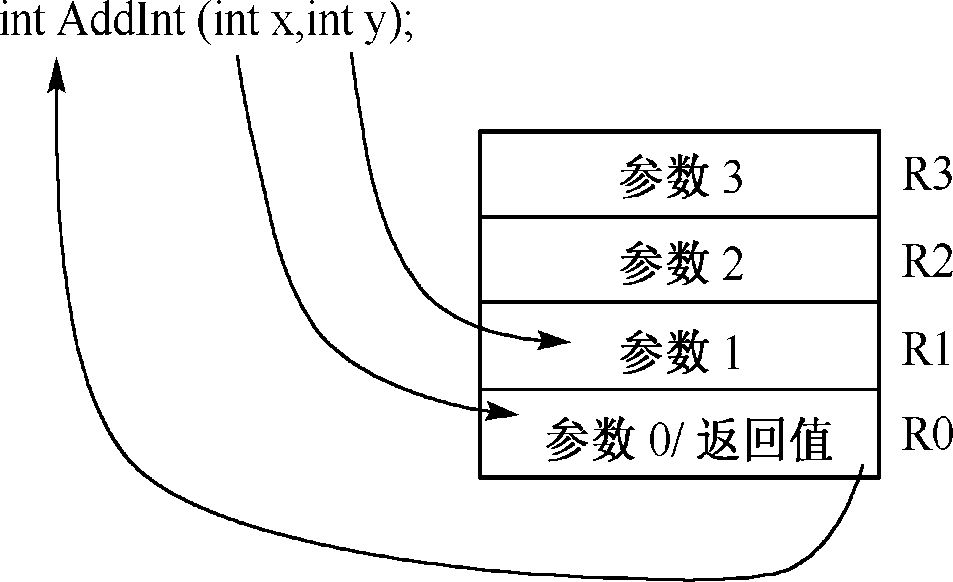 int AddInt (int x,int y);
参数 3 R3
参数 2 R2
参数 1 R1
参数 0/ 返回值 R0